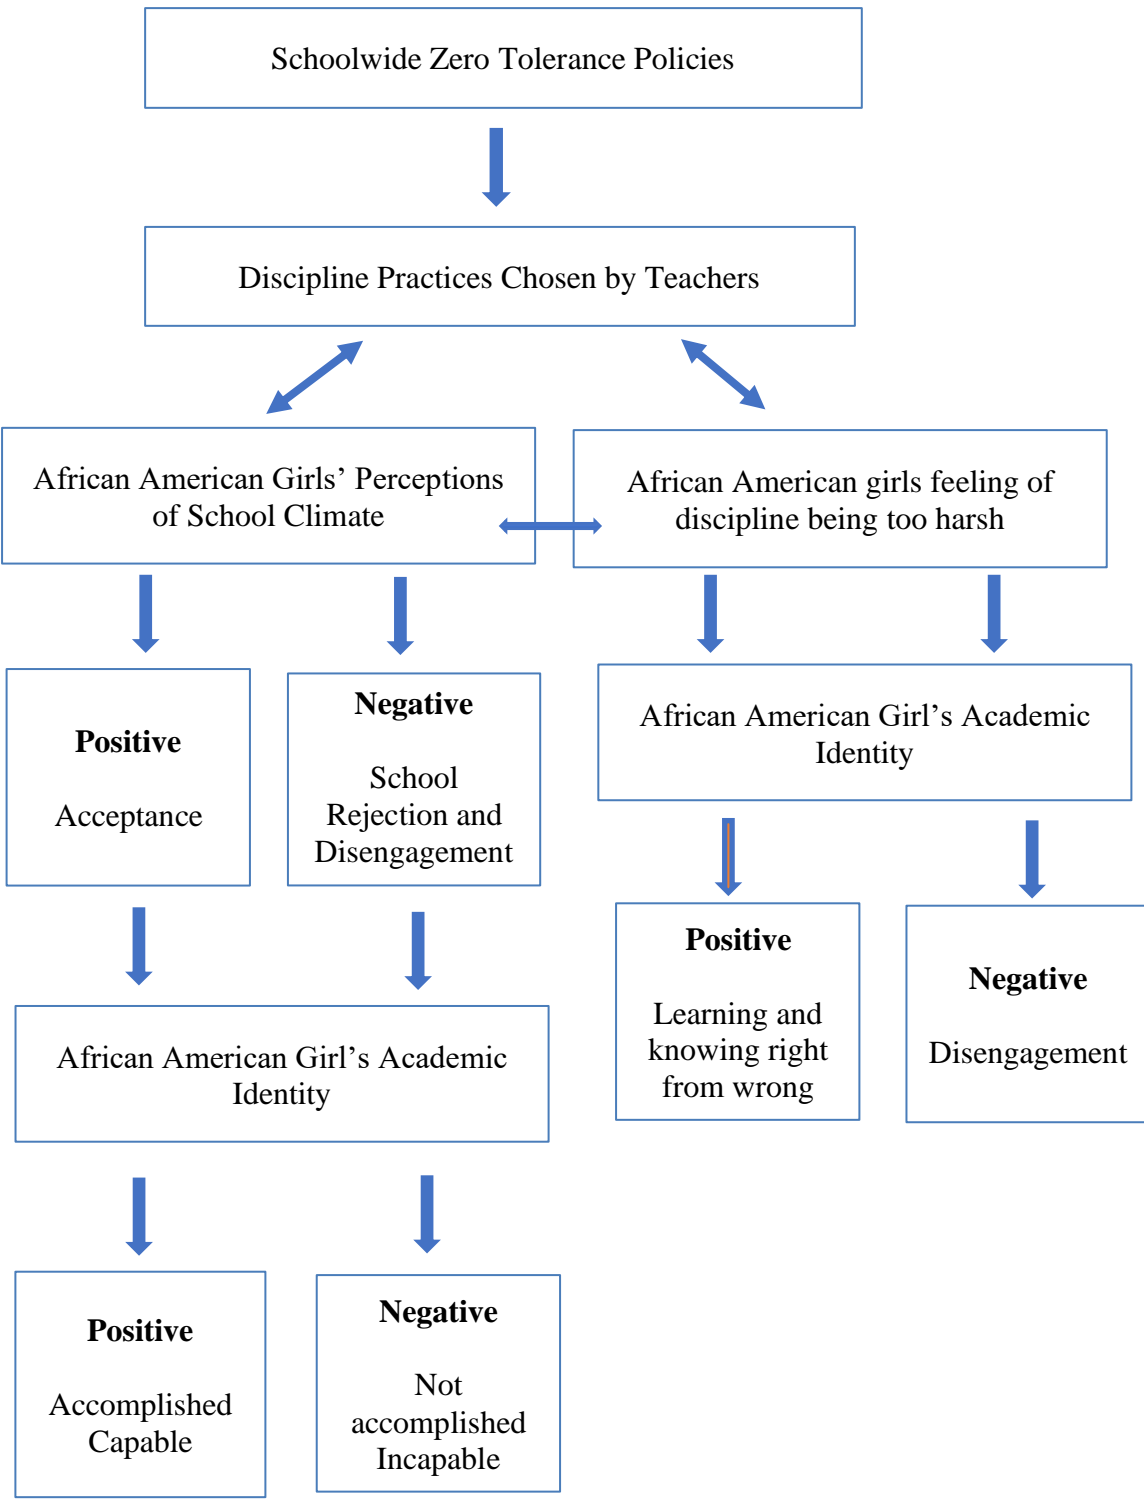 Schoolwide Zero Tolerance Policies
Discipline Practices Chosen by Teachers
African American Girls’ Perceptions
of School Climate
African American girls feeling of
discipline being too harsh
Positive
Acceptance
Negative
School
Rejection and
Disengagement
African American Girl’s Academic
Identity
Positive
Learning and
knowing right
from wrong
Negative
Disengagement
African American Girl’s Academic
Identity
Positive
Accomplished
Capable
Negative
Not
accomplished
Incapable